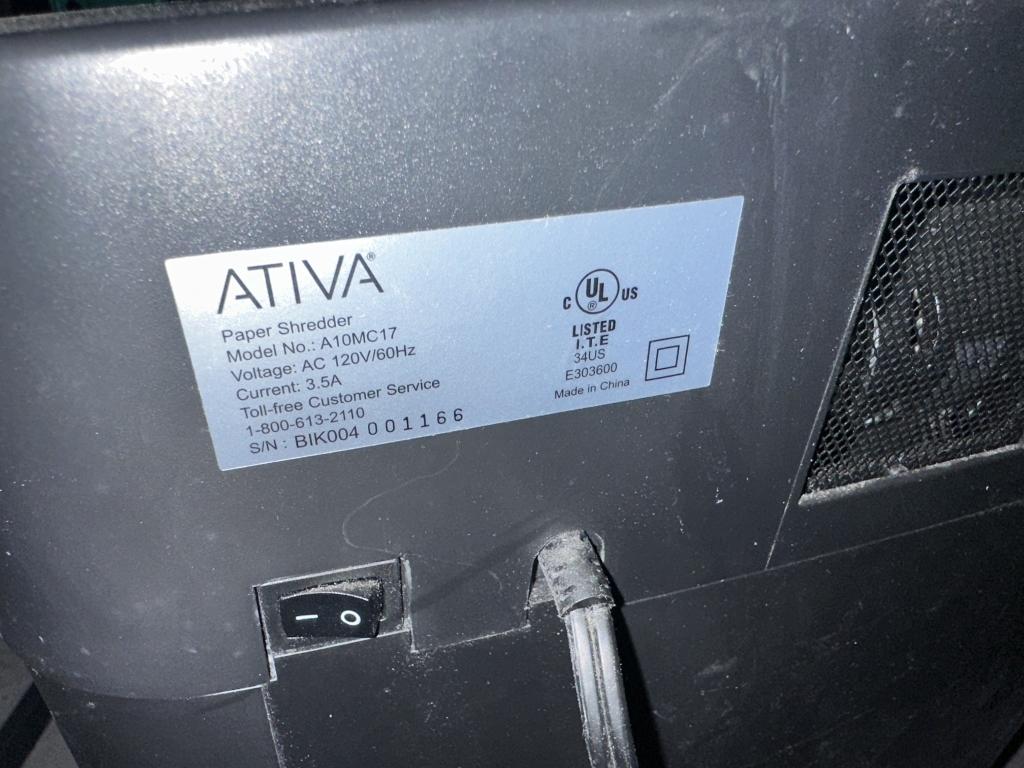 ATIVA®
Paper Shredder
Model No.: A10MC17
Voltage: AC 120V/60Hz
Current: 3.5A
Toll-free Customer Service
1-800-613-2110
S/N : BIK004 001166
C UL® US
LISTED
I.T.E
34US
E303600
Made in China
– O